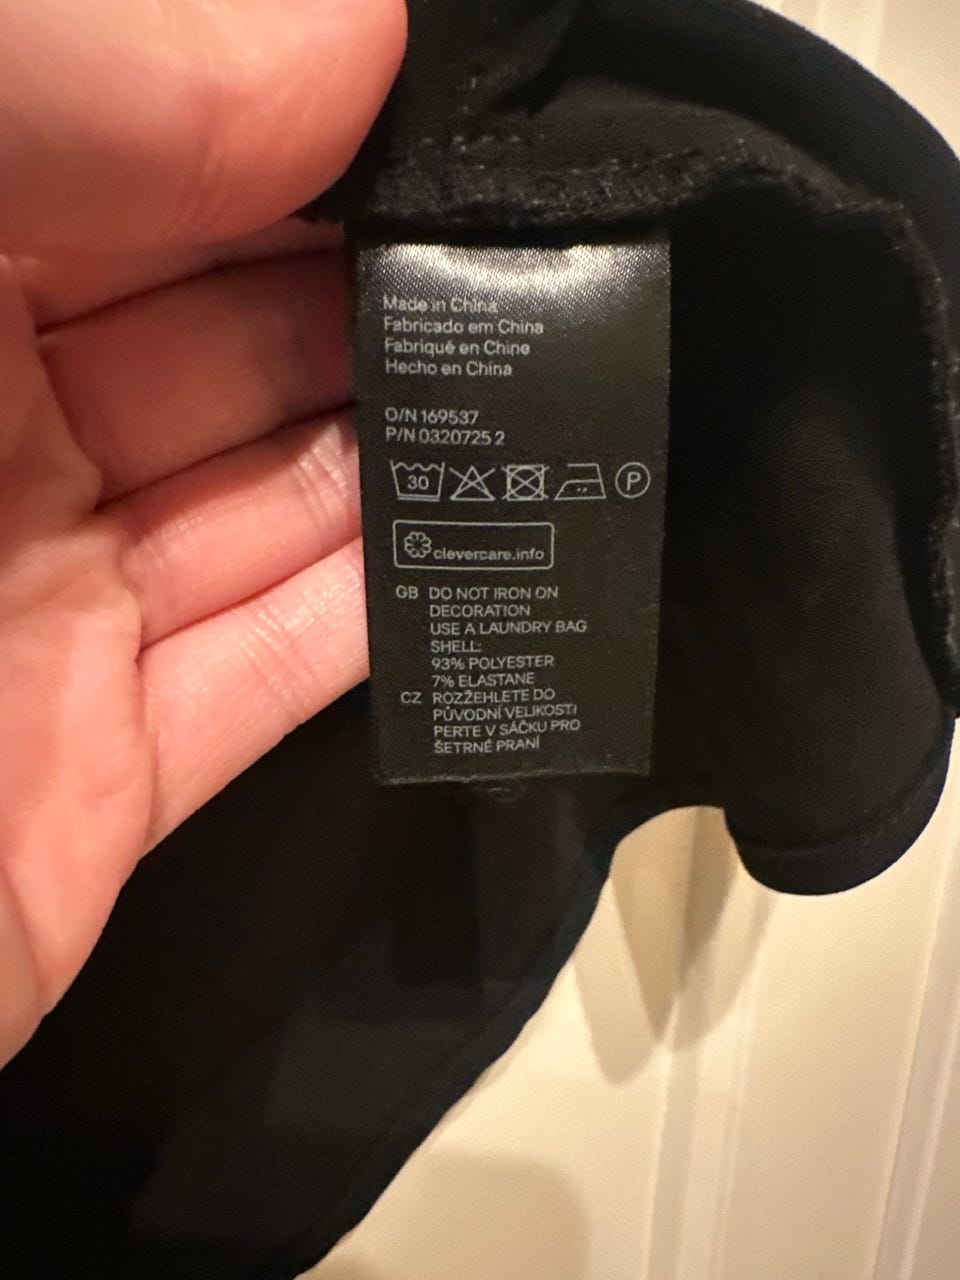 Made in China
Fabricado em China
Fabriqué en Chine
Hecho en China
O/N 169537
P/N 0320725 2
30 P
clevercare.info
GB DO NOT IRON ON
DECORATION
USE A LAUNDRY BAG
SHELL:
93% POLYESTER
7% ELASTANE
CZ ROZŽEHLETE DO
PŮVODNÍ VELIKOSTI
PERTE V SÁČKU PRO
ŠETRNÉ PRANÍ